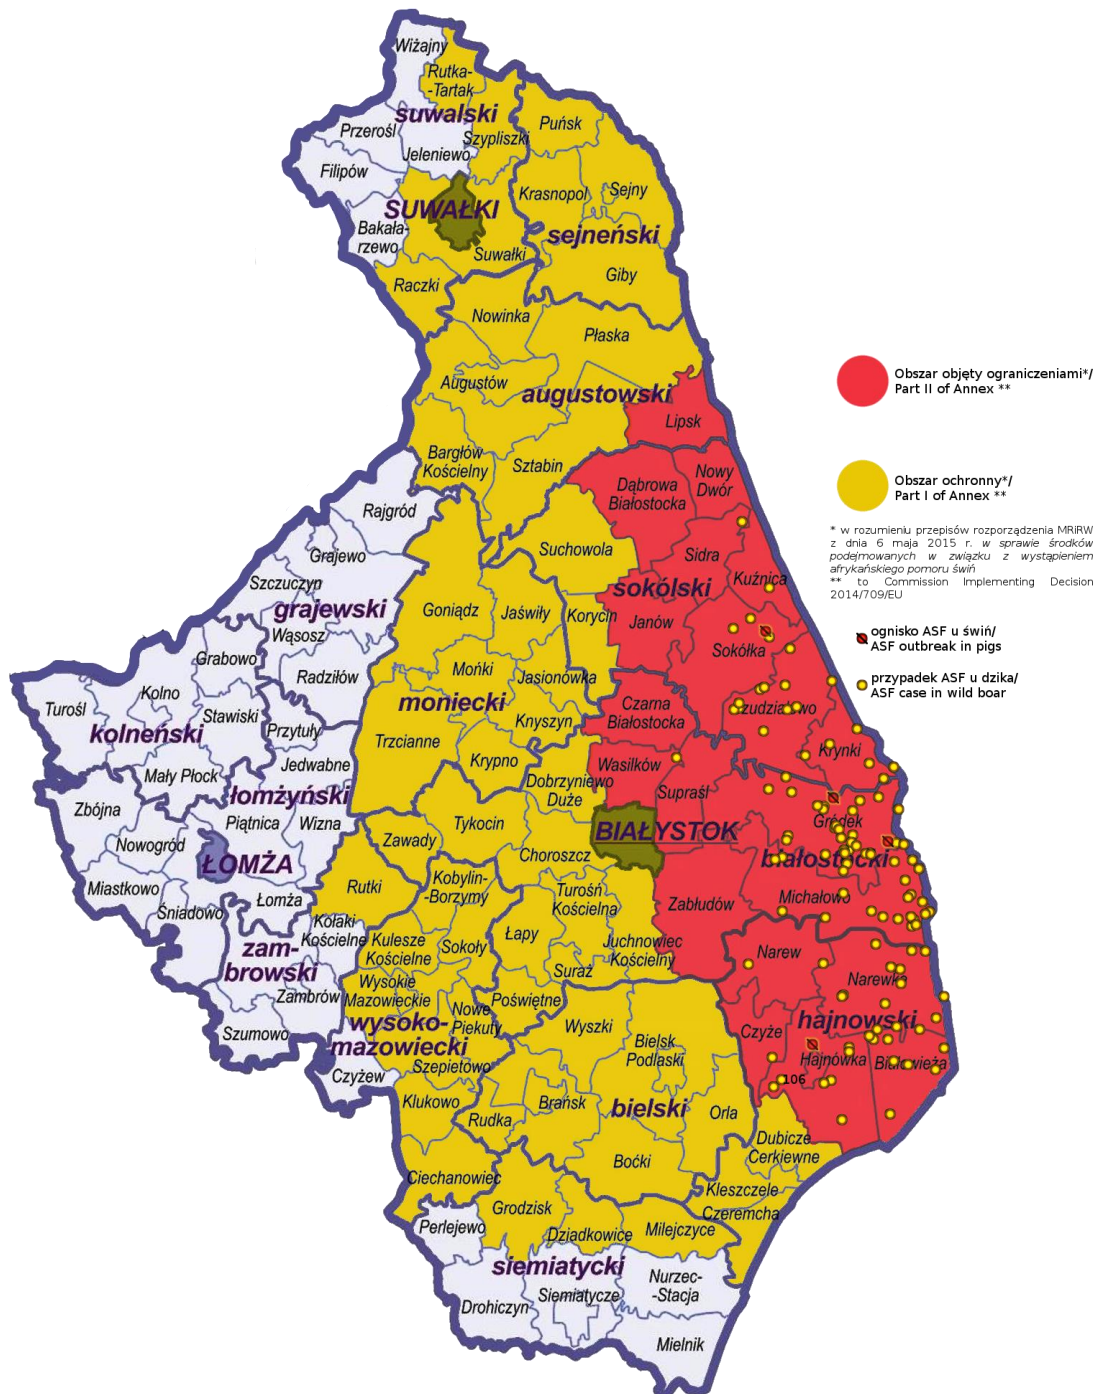 Wiżajny
Rutka-
-Tartak
suwalski
Przerośl
Szypliszki
Puńsk
Jeleniewo
Filipów
Krasnopol
Sejny
SUWAŁKI
Bakała-
rzewo
sejneński
Suwałki
Giby
Raczki
Nowinka
Płaska
Augustów
augustowski
Lipsk
Bargłów
Kościelny
Sztabin
Dąbrowa
Białostocka
Nowy
Dwór
Rajgród
Suchowola
Grajewo
Sidra
Szczuczyn
Kuźnica
grajewski
sokólski
Goniądz
Jaświły
Korycin
Janów
Wąsosz
Sokółka
Grabowo
Radziłów
Mońki
Jasionówka
Kolno
Turośl
Stawiski
moniecki
Knyszyn
Czarna
Białostocka
kolneński
Przytuły
Trzcianne
Krynki
Mały Płock
Jedwabne
Krypno
Wasilków
Dobrzyniewo
Duże
Supraśl
łomżyński
Zbójna
Piątnica
Wizna
Tykocin
Gródek
Nowogród
Zawady
BIAŁYSTOK
ŁOMŻA
Choroszcz
białostocki
Miastkowo
Rutki
Kobylin-
Borzymy
Turośń
Kościelna
Łomża
Zabłudów
Michałowo
Śniadowo
Kołaki
Kościelne
Kulesze
Kościelne
Sokoły
Łapy
Juchnowiec
Kościelny
Narew
zam-
browski
Suraż
Narewka
Zambrów
Wysokie
Mazowieckie
Nowe
Piekuty
Poświętne
Szumowo
wysoko-
mazowiecki
Wyszki
Bielsk
Podlaski
Czyże
hajnowski
Hajnówka
Białowieża
Czyżew
Szepietowo
106
Klukowo
Rudka
Brańsk
bielski
Orla
Dubicze
Cerkiewne
Boćki
Ciechanowiec
Kleszczele
Grodzisk
Czeremcha
Perlejewo
Dziadkowice
Milejczyce
siemiatycki
Nurzec-
-Stacja
Siemiatycze
Drohiczyn
Mielnik
Obszar objęty ograniczeniami*/
Part II of Annex **
Obszar ochronny*/
Part I of Annex **
* w rozumieniu przepisów rozporządzenia MRiRW
z dnia 6 maja 2015 r. w sprawie środków
podejmowanych w związku z wystąpieniem
afrykańskiego pomoru świń
** to Commission Implementing Decision
2014/709/EU
ognisko ASF u świń/
ASF outbreak in pigs
przypadek ASF u dzika/
ASF case in wild boar